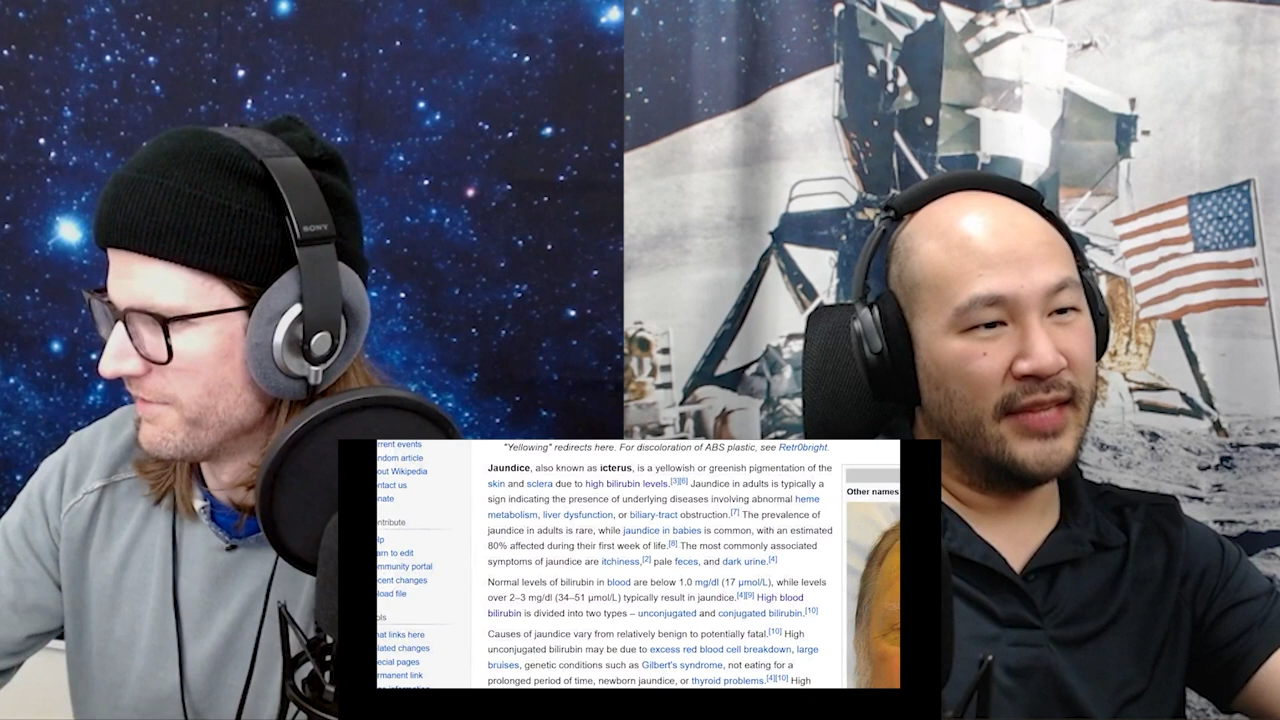 SONY
rrent events
ndom article
out Wikipedia
ntact us
nate
ntribute
lp
arn to edit
mmunity portal
cent changes
load file
ols
hat links here
lated changes
ecial pages
rmanent link
"Yellowing" redirects here. For discoloration of ABS plastic, see Retr0bright.
Jaundice, also known as icterus, is a yellowish or greenish pigmentation of the
skin and sclera due to high bilirubin levels.[3][6] Jaundice in adults is typically a
sign indicating the presence of underlying diseases involving abnormal heme
metabolism, liver dysfunction, or biliary-tract obstruction.[7] The prevalence of
jaundice in adults is rare, while jaundice in babies is common, with an estimated
80% affected during their first week of life.[8] The most commonly associated
symptoms of jaundice are itchiness,[2] pale feces, and dark urine.[4]
Normal levels of bilirubin in blood are below 1.0 mg/dl (17 μmol/L), while levels
over 2–3 mg/dl (34–51 μmol/L) typically result in jaundice.[4][9] High blood
bilirubin is divided into two types – unconjugated and conjugated bilirubin.[10]
Causes of jaundice vary from relatively benign to potentially fatal.[10] High
unconjugated bilirubin may be due to excess red blood cell breakdown, large
bruises, genetic conditions such as Gilbert's syndrome, not eating for a
prolonged period of time, newborn jaundice, or thyroid problems.[4][10] High
Other names